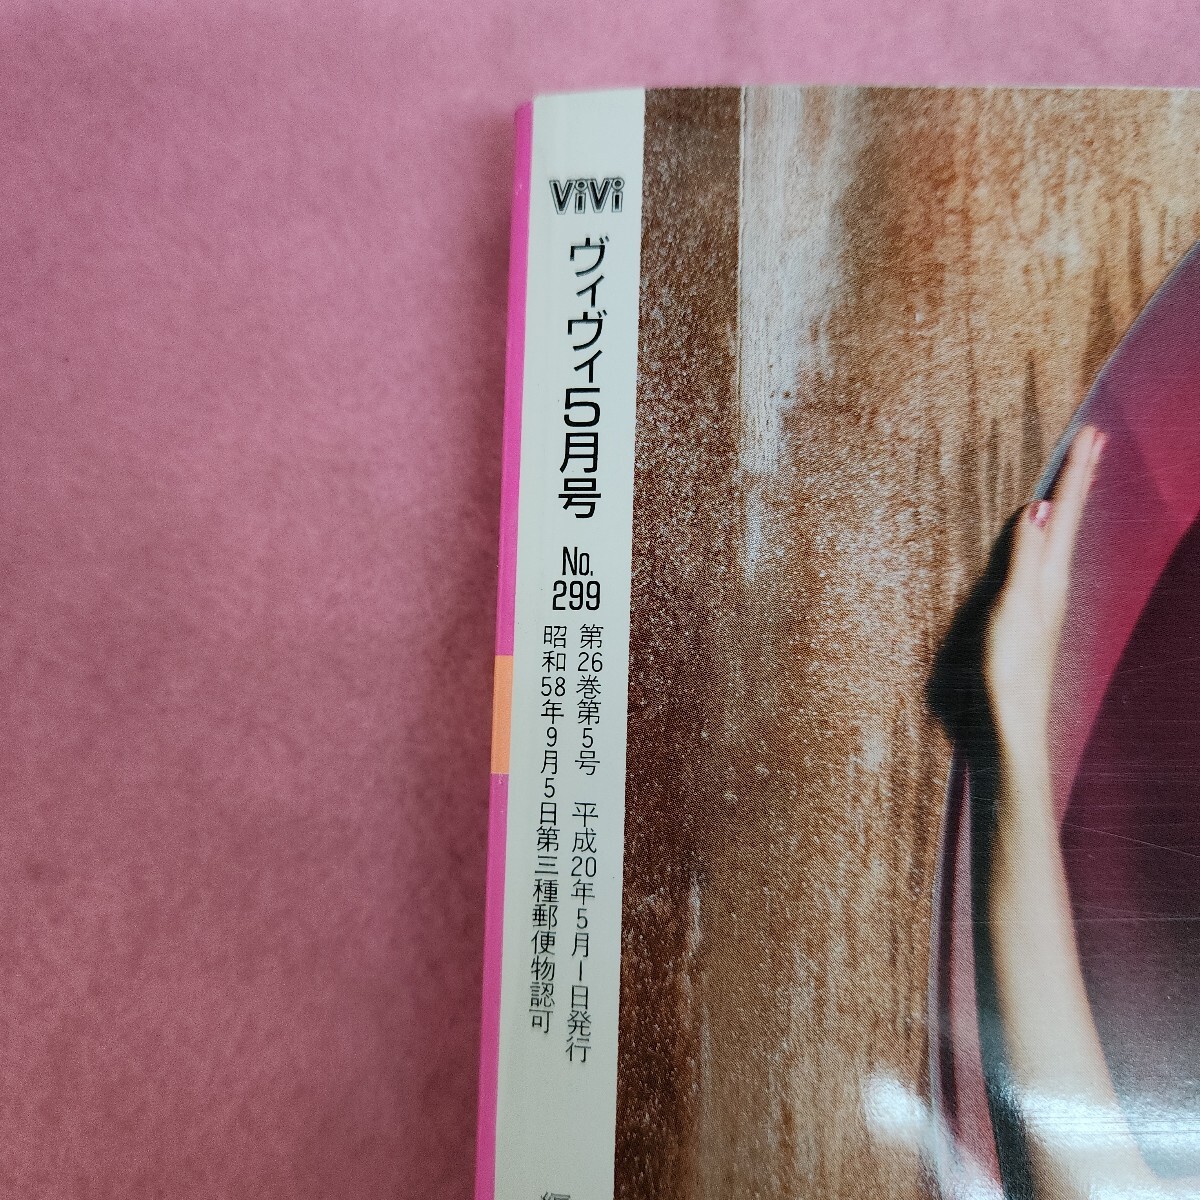 ViVi
ヴィヴィ5月号
No.
299
第26巻第5号　平成20年5月1日発行
昭和58年9月5日第三種郵便物認可